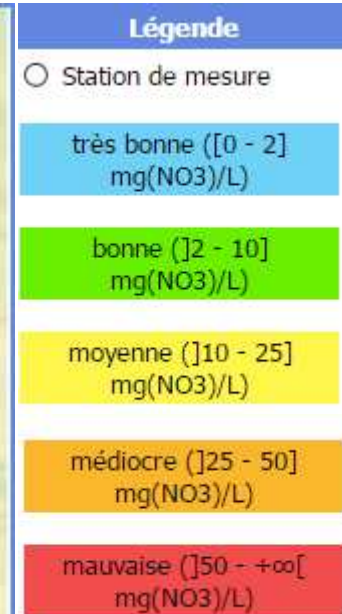 Légende
Station de mesure
très bonne ([0 - 2]
mg(NO3)/L)
bonne (]2 - 10]
mg(NO3)/L)
moyenne (]10 - 25]
mg(NO3)/L)
médiocre (]25 - 50]
mg(NO3)/L)
mauvaise (]50 - +∞[
mg(NO3)/L)